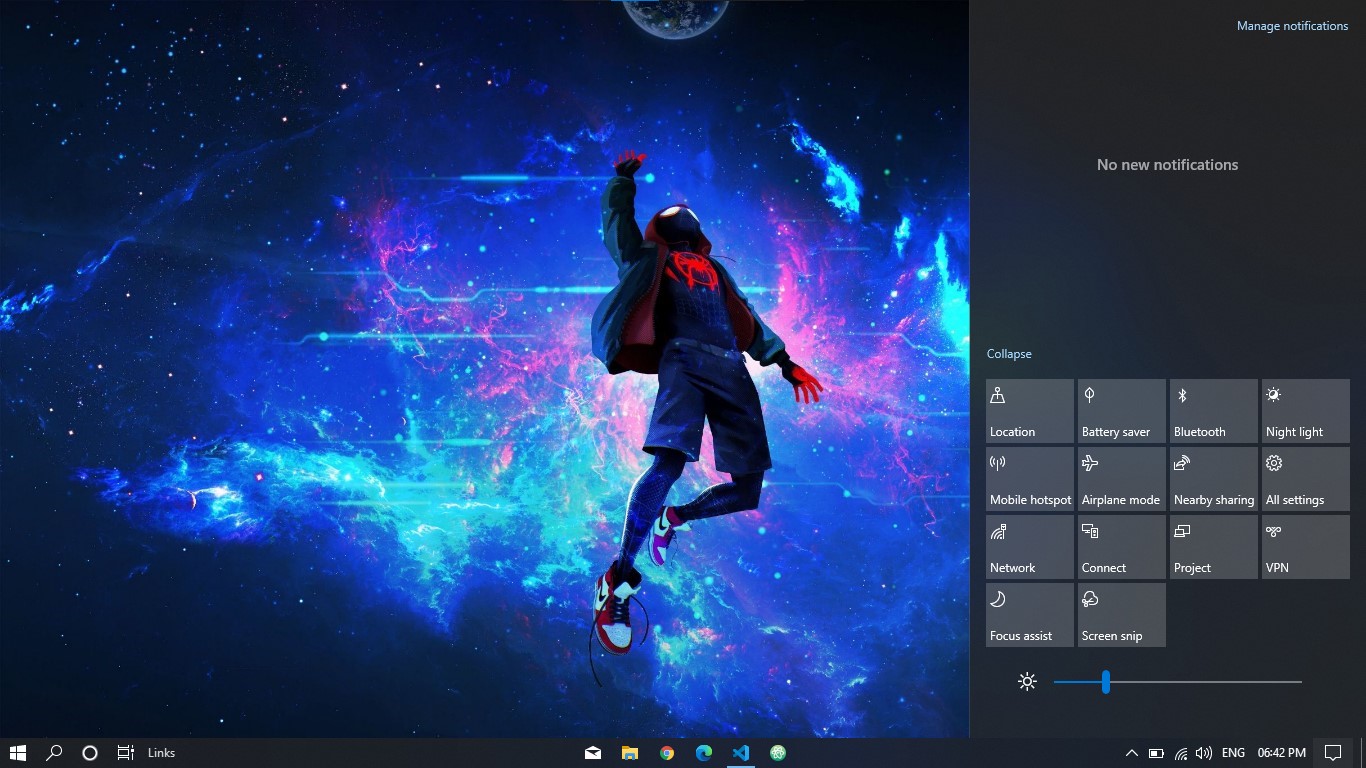 Manage notifications
No new notifications
Collapse
Location
Battery saver
Bluetooth
Night light
Mobile hotspot
Airplane mode
Nearby sharing
All settings
Network
Connect
Project
VPN
Focus assist
Screen snip
Links
ENG
06:42 PM